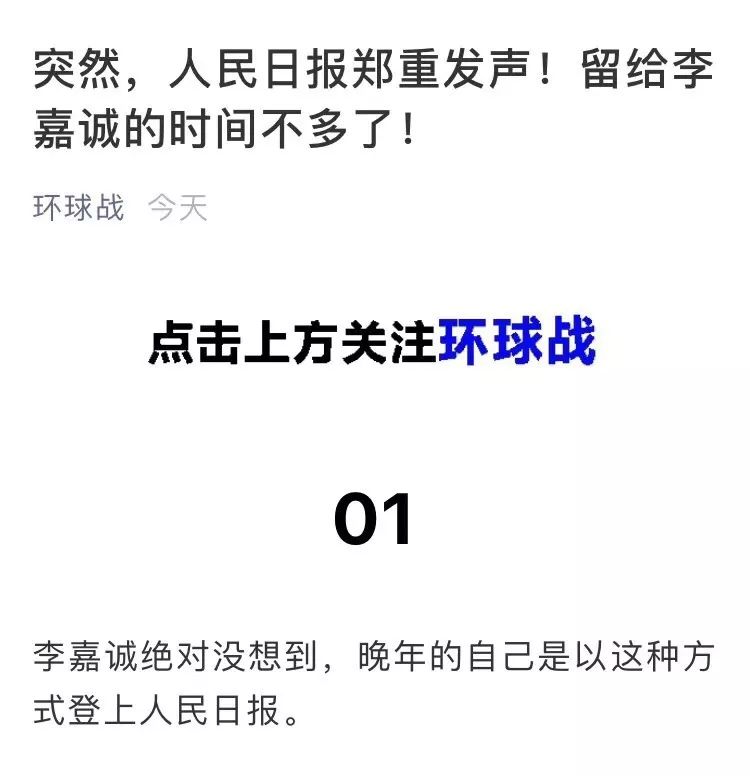 突然，人民日报郑重发声！留给李
嘉诚的时间不多了！
环球战 今天
点击上方关注环球战
01
李嘉诚绝对没想到，晚年的自己是以这种方
式登上人民日报。